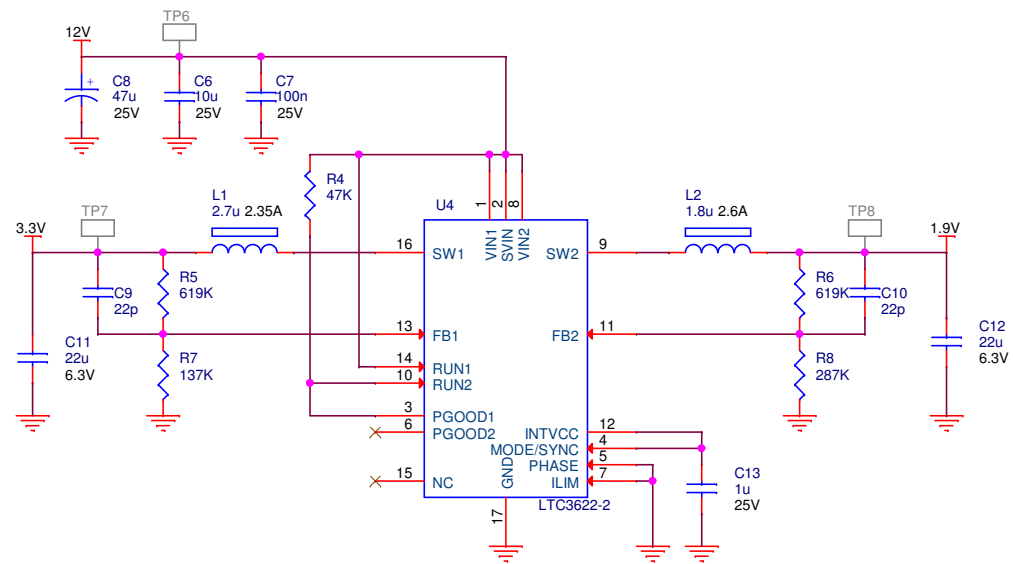 TP6
12V
C8
47u
25V
C6
10u
25V
C7
100n
25V
R4
47K
U4
1
2
8
VIN1
SVIN
VIN2
L1
2.7u 2.35A
L2
1.8u 2.6A
TP7
TP8
3.3V
1.9V
16
SW1
SW2
9
R5
619K
C9
22p
R6
619K
C10
22p
13
FB1
FB2
11
C11
22u
6.3V
R7
137K
14
RUN1
10
RUN2
R8
287K
C12
22u
6.3V
3
PGOOD1
6
PGOOD2
INTVCC
12
MODE/SYNC
4
PHASE
5
ILIM
7
15
NC
GND
17
LTC3622-2
C13
1u
25V